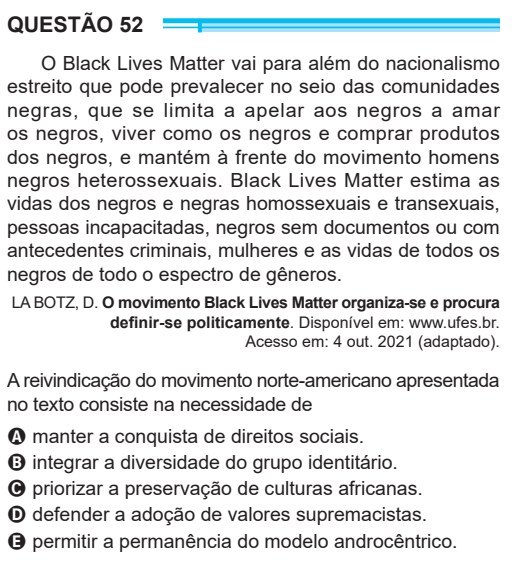 QUESTÃO 52
O Black Lives Matter vai para além do nacionalismo
estreito que pode prevalecer no seio das comunidades
negras, que se limita a apelar aos negros a amar
os negros, viver como os negros e comprar produtos
dos negros, e mantém à frente do movimento homens
negros heterossexuais. Black Lives Matter estima as
vidas dos negros e negras homossexuais e transexuais,
pessoas incapacitadas, negros sem documentos ou com
antecedentes criminais, mulheres e as vidas de todos os
negros de todo o espectro de gêneros.
LA BOTZ, D. O movimento Black Lives Matter organiza-se e procura
definir-se politicamente. Disponível em: www.ufes.br.
Acesso em: 4 out. 2021 (adaptado).
A reivindicação do movimento norte-americano apresentada
no texto consiste na necessidade de
A manter a conquista de direitos sociais.
B integrar a diversidade do grupo identitário.
C priorizar a preservação de culturas africanas.
D defender a adoção de valores supremacistas.
E permitir a permanência do modelo androcêntrico.